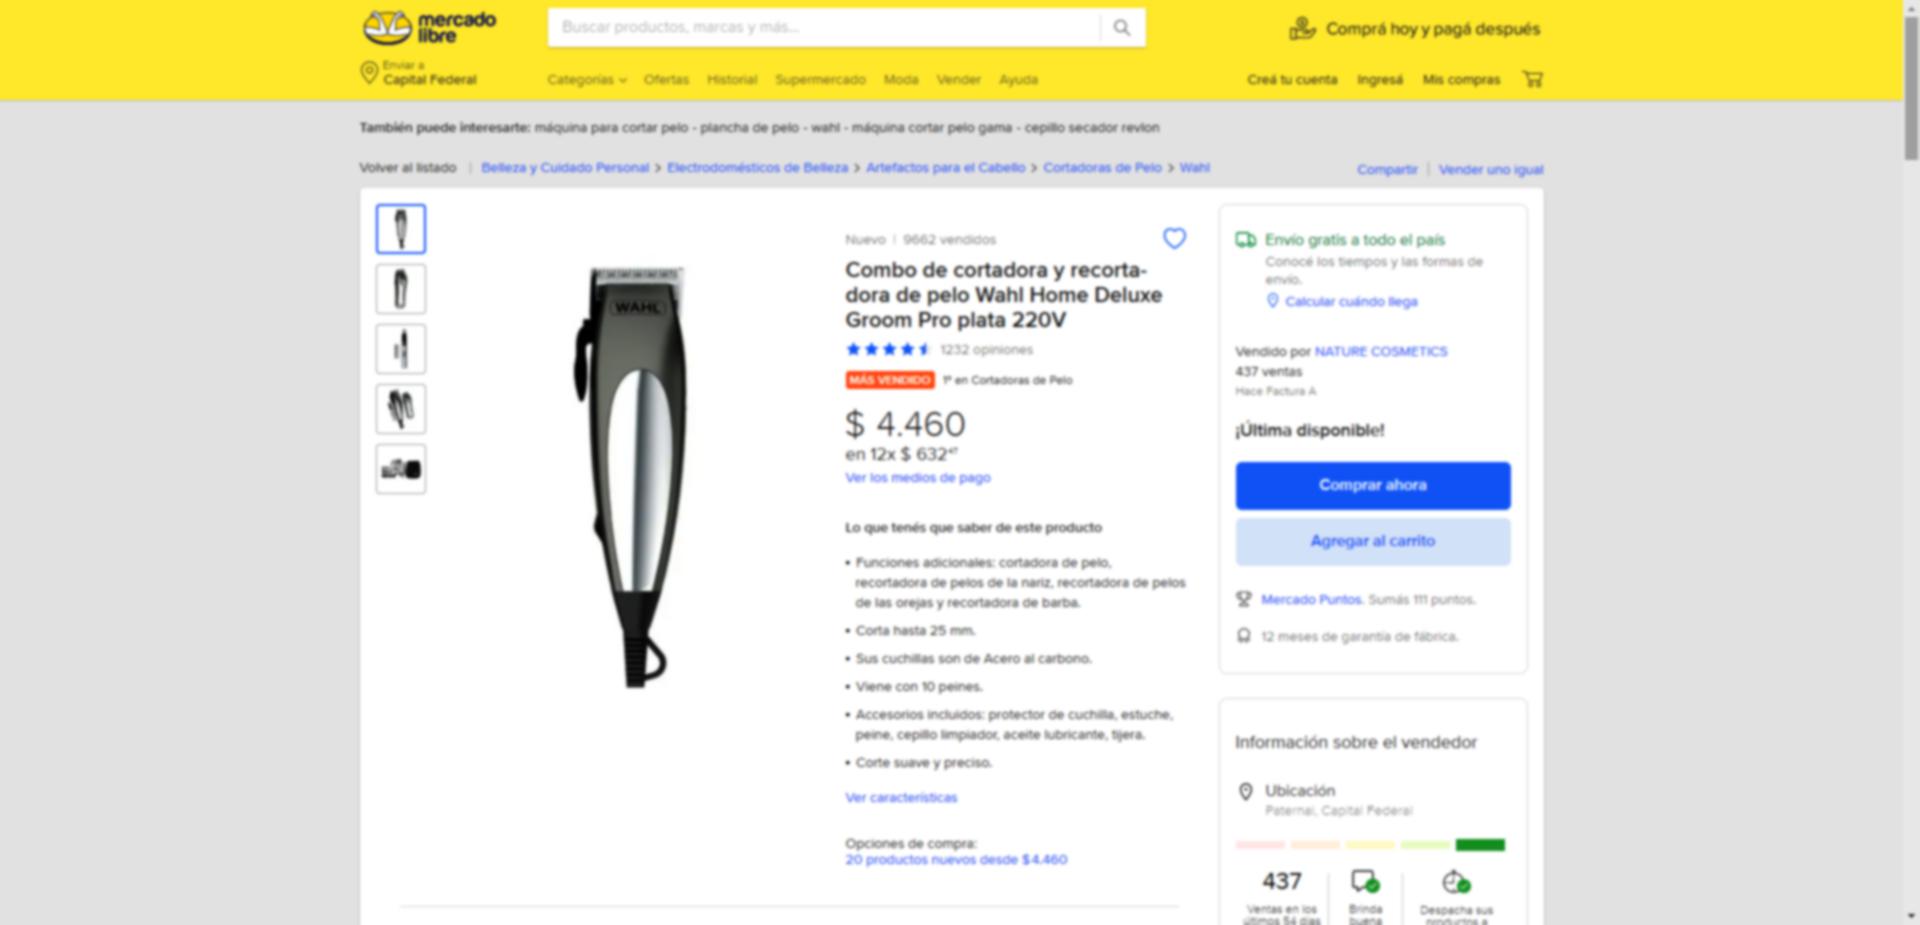 mercado
libre
Buscar productos, marcas y más...
Comprá hoy y pagá después
Enviar a
Capital Federal
Categorías Ofertas Historial Supermercado Moda Vender Ayuda
Creá tu cuenta Ingresá Mis compras
También puede interesarte: máquina para cortar pelo - plancha de pelo - wahl - máquina cortar pelo gama - cepillo secador revlon
Volver al listado | Belleza y Cuidado Personal > Electrodomésticos de Belleza > Artefactos para el Cabello > Cortadoras de Pelo > Wahl
Compartir | Vender uno igual
WAHL
Nuevo | 9662 vendidos
Combo de cortadora y recorta-
dora de pelo Wahl Home Deluxe
Groom Pro plata 220V
1232 opiniones
MÁS VENDIDO 1º en Cortadoras de Pelo
$ 4.460
en 12x $ 632⁴⁷
Ver los medios de pago
Lo que tenés que saber de este producto
• Funciones adicionales: cortadora de pelo,
recortadora de pelos de la nariz, recortadora de pelos
de las orejas y recortadora de barba.
• Corta hasta 25 mm.
• Sus cuchillas son de Acero al carbono.
• Viene con 10 peines.
• Accesorios incluidos: protector de cuchilla, estuche,
peine, cepillo limpiador, aceite lubricante, tijera.
• Corte suave y preciso.
Ver características
Opciones de compra:
20 productos nuevos desde $4.460
Envío gratis a todo el país
Conocé los tiempos y las formas de
envío.
Calcular cuándo llega
Vendido por NATURE COSMETICS
437 ventas
Hace Factura A
¡Última disponible!
Comprar ahora
Agregar al carrito
Mercado Puntos. Sumás 111 puntos.
12 meses de garantía de fábrica.
Información sobre el vendedor
Ubicación
Paternal, Capital Federal
437
Ventas en los
últimos 54 días
Brinda
buena
Despacha sus
productos a